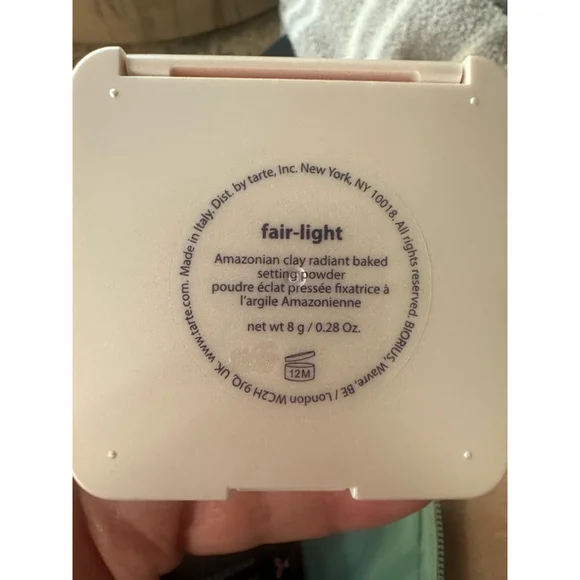 fair-light
Amazonian clay radiant baked
setting powder
poudre éclat pressée fixatrice à
l'argile Amazonienne
net wt 8 g / 0.28 Oz.
12M
www.tarte.com. Made in Italy. Dist. by tarte, Inc. New York, NY 10018. All rights reserved. BIORIUS, Wavre, BE / London WC2H 9JQ, UK.